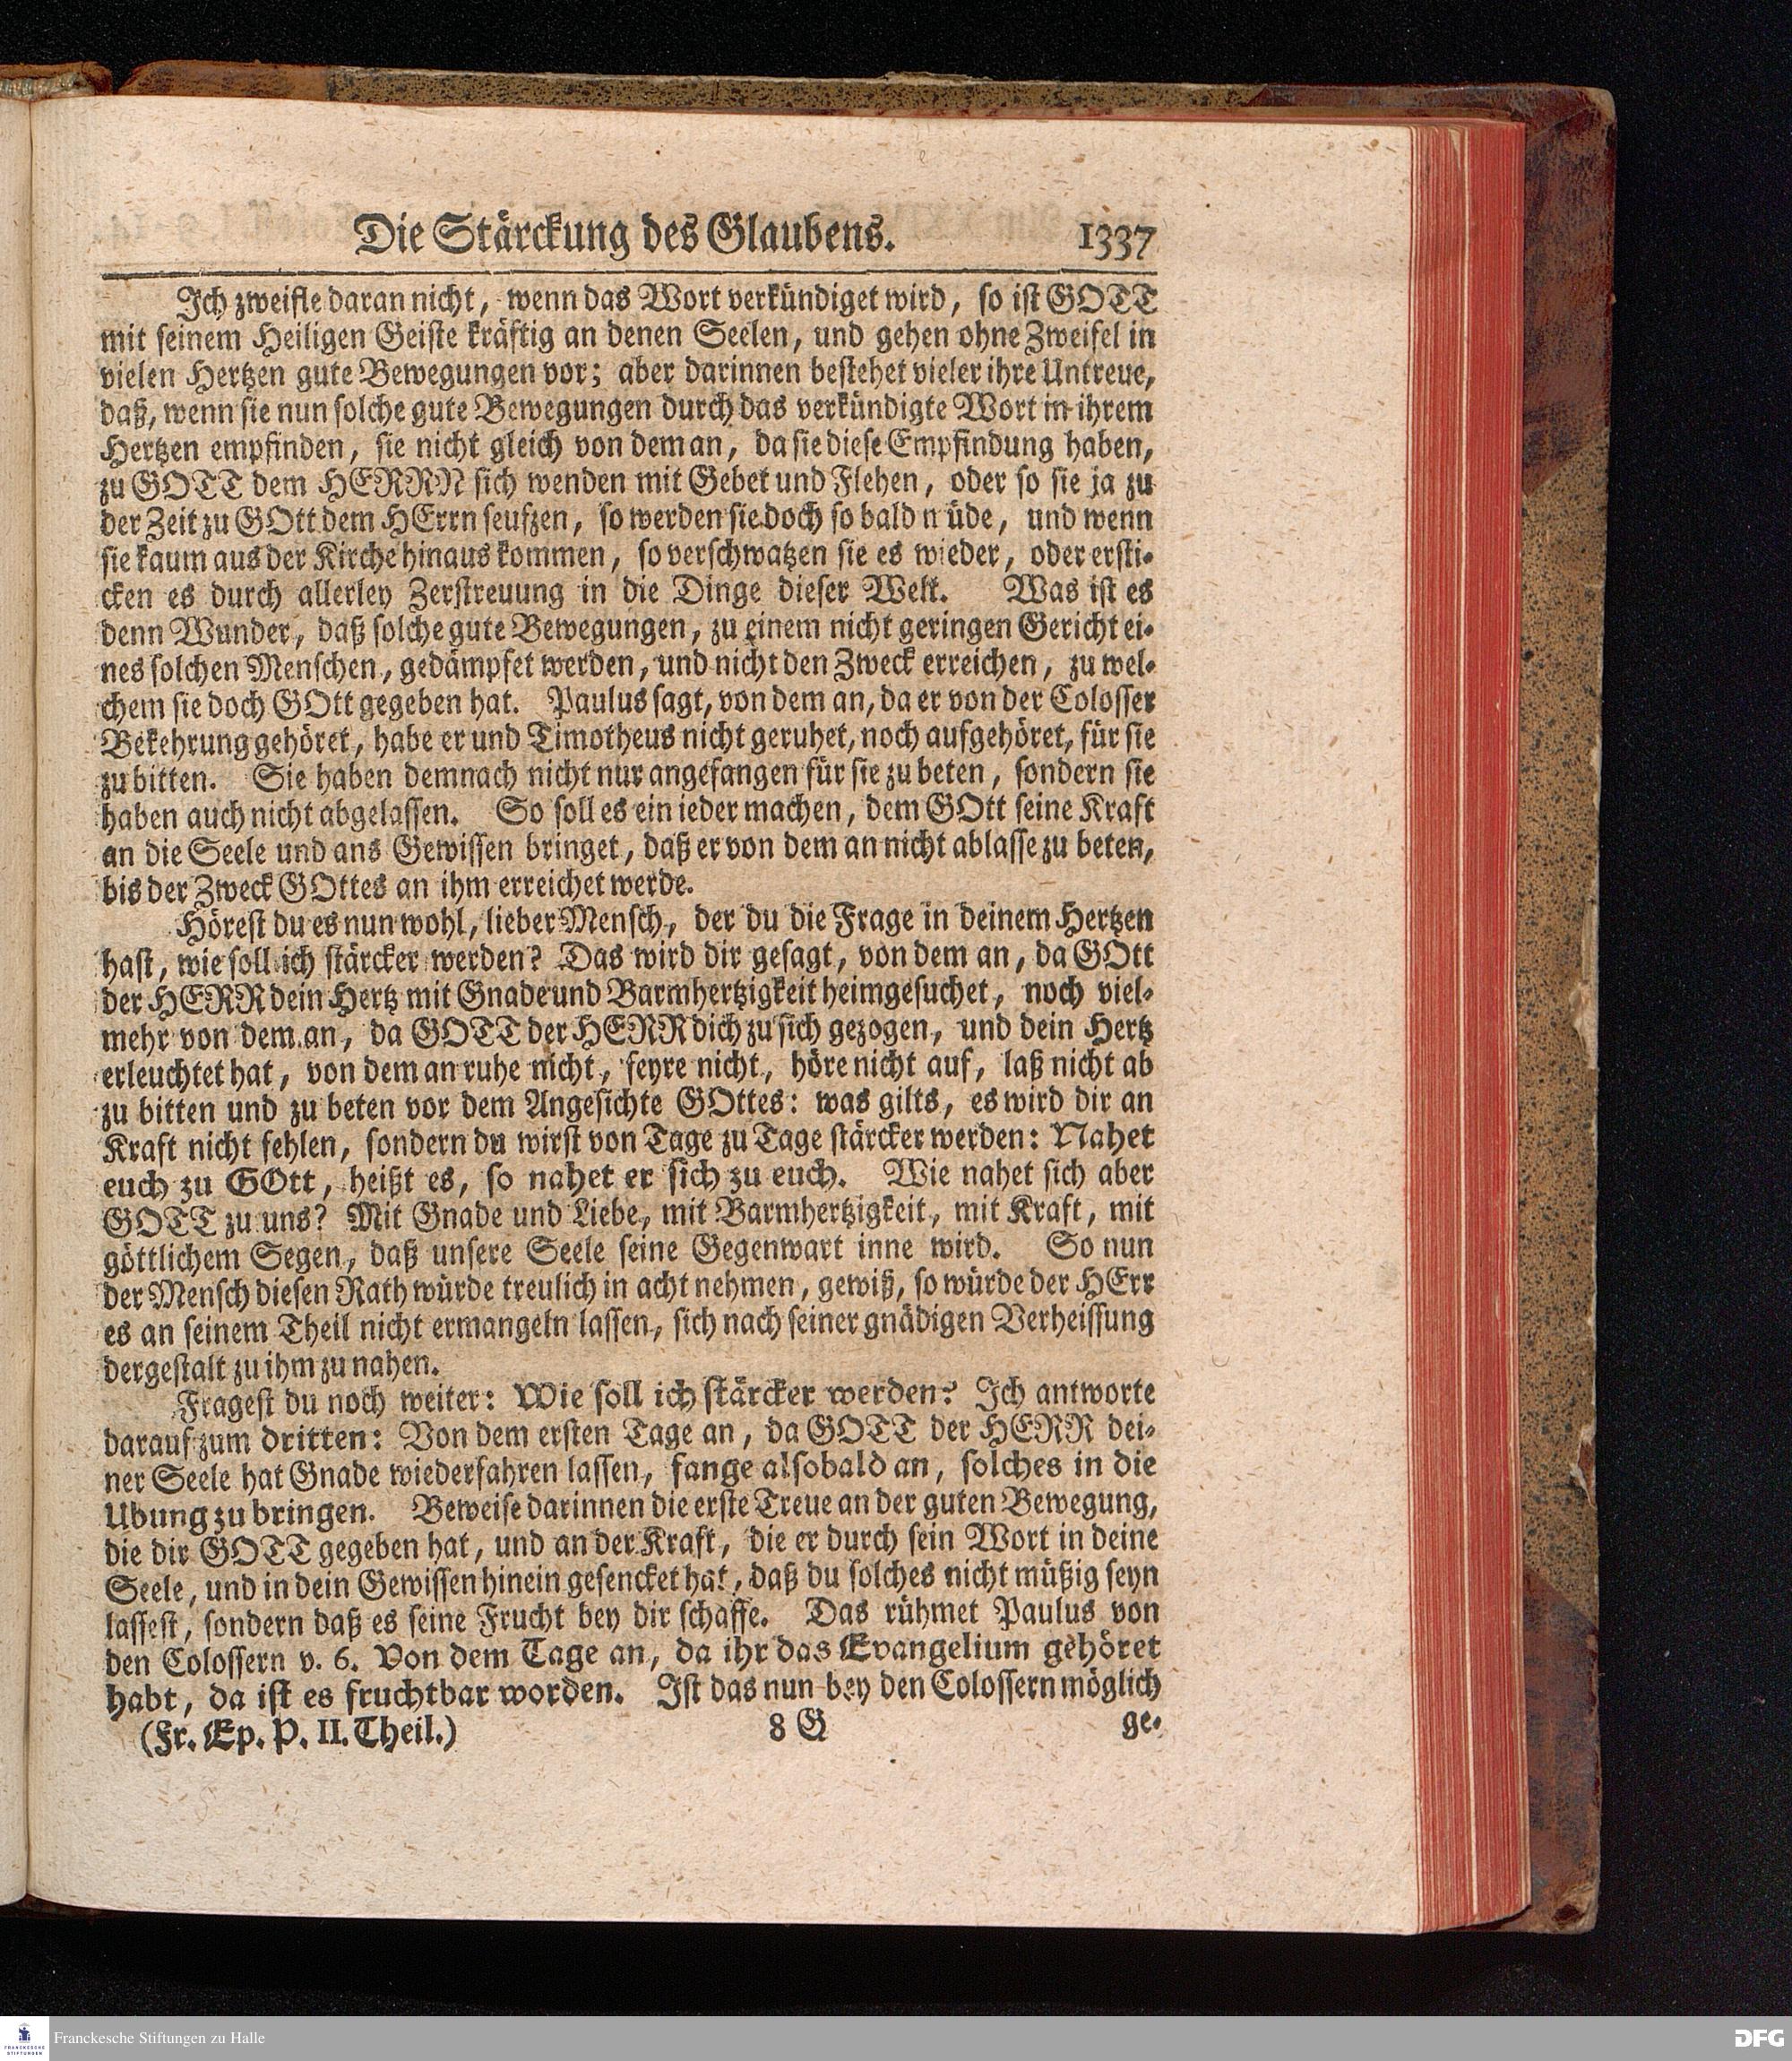 Die Stärckung des Glaubens. 1337
Ich zweifle daran nicht, wenn das Wort verkündiget wird, so ist GOTT
mit seinem Heiligen Geiste kräftig an denen Seelen, und gehen ohne Zweifel in
vielen Hertzen gute Bewegungen vor; aber darinnen bestehet vieler ihre Untreue,
daß, wenn sie nun solche gute Bewegungen durch das verkündigte Wort in ihrem
Hertzen empfinden, sie nicht gleich von dem an, da sie diese Empfindung haben,
zu GOTT dem HERRN sich wenden mit Gebet und Flehen, oder so sie ja zu
der Zeit zu GOtt dem HErrn seufzen, so werden sie doch so bald müde, und wenn
sie kaum aus der Kirche hinaus kommen, so verschwatzen sie es wieder, oder ersti-
cken es durch allerley Zerstreuung in die Dinge dieser Welt. Was ist es
denn Wunder, daß solche gute Bewegungen, zu einem nicht geringen Gericht ei-
nes solchen Menschen, gedämpfet werden, und nicht den Zweck erreichen, zu wel-
chem sie doch GOtt gegeben hat. Paulus sagt, von dem an, da er von der Colosser
Bekehrung gehöret, habe er und Timotheus nicht geruhet, noch aufgehöret, für sie
zu bitten. Sie haben demnach nicht nur angefangen für sie zu beten, sondern sie
haben auch nicht abgelassen. So soll es ein ieder machen, dem GOtt seine Kraft
an die Seele und ans Gewissen bringet, daß er von dem an nicht ablasse zu beten,
bis der Zweck GOttes an ihm erreichet werde.
Hörest du es nun wohl, lieber Mensch, der du die Frage in deinem Hertzen
hast, wie soll ich stärcker werden? Das wird dir gesagt, von dem an, da GOtt
der HERR dein Hertz mit Gnade und Barmhertzigkeit heimgesuchet, noch viel-
mehr von dem an, da GOTT der HERR dich zu sich gezogen, und dein Hertz
erleuchtet hat, von dem an ruhe nicht, feyre nicht, höre nicht auf, laß nicht ab
zu bitten und zu beten vor dem Angesichte GOttes: was gilts, es wird dir an
Kraft nicht fehlen, sondern du wirst von Tage zu Tage stärcker werden: Nahet
euch zu GOtt, heißt es, so nahet er sich zu euch. Wie nahet sich aber
GOTT zu uns? Mit Gnade und Liebe, mit Barmhertzigkeit, mit Kraft, mit
göttlichem Segen, daß unsere Seele seine Gegenwart inne wird. So nun
der Mensch diesen Rath würde treulich in acht nehmen, gewiß, so würde der HErr
es an seinem Theil nicht ermangeln lassen, sich nach seiner gnädigen Verheissung
dergestalt zu ihm zu nahen.
Fragest du noch weiter: Wie soll ich stärcker werden? Ich antworte
darauf zum dritten: Von dem ersten Tage an, da GOTT der HERR dei-
ner Seele hat Gnade wiederfahren lassen, fange alsobald an, solches in die
Ubung zu bringen. Beweise darinnen die erste Treue an der guten Bewegung,
die dir GOTT gegeben hat, und an der Kraft, die er durch sein Wort in deine
Seele, und in dein Gewissen hinein gesencket hat, daß du solches nicht müßig seyn
lassest, sondern daß es seine Frucht bey dir schaffe. Das rühmet Paulus von
den Colossern v. 6. Von dem Tage an, da ihr das Evangelium gehöret
habt, da ist es fruchtbar worden. Ist das nun bey den Colossern möglich
(Fr. Ep. P. II. Theil.) 8 G ge-
FRANCKESCHE STIFTUNGEN
Franckesche Stiftungen zu Halle
DFG